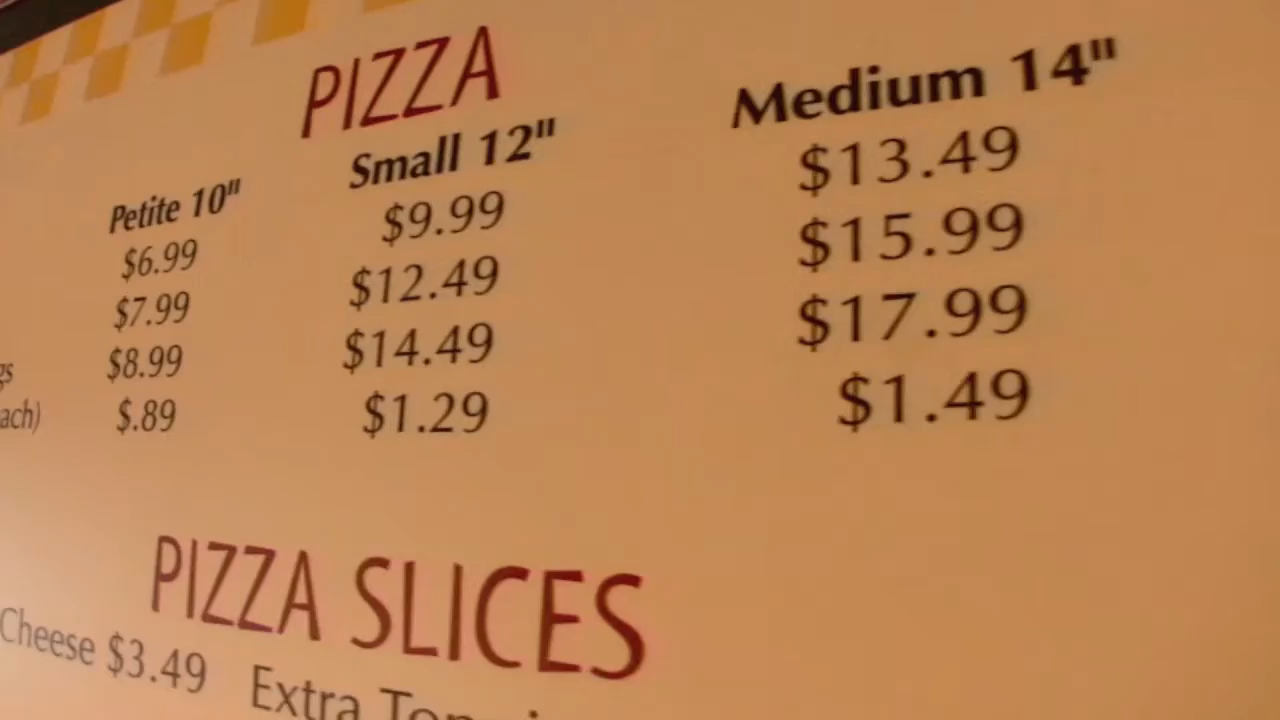 PIZZA
Petite 10" Small 12" Medium 14"
$6.99 $9.99 $13.49
$7.99 $12.49 $15.99
$8.99 $14.49 $17.99
$.89 $1.29 $1.49
PIZZA SLICES
Cheese $3.49 Extra